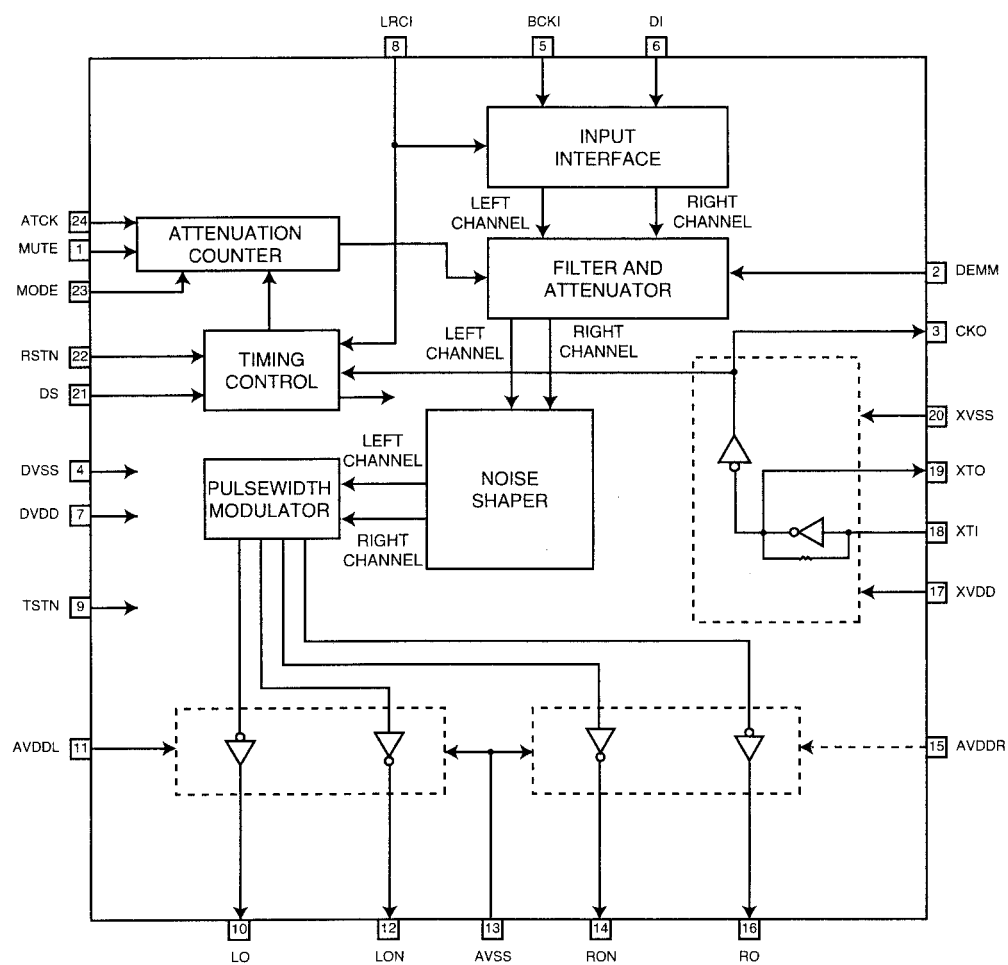 LRCI
BCKI
DI
8
5
6
INPUT
INTERFACE
LEFT
CHANNEL
RIGHT
CHANNEL
ATCK
24
MUTE
1
MODE
23
ATTENUATION
COUNTER
FILTER AND
ATTENUATOR
2
DEMM
3
CKO
LEFT
CHANNEL
RIGHT
CHANNEL
RSTN
22
DS
21
TIMING
CONTROL
20
XVSS
19
XTO
18
XTI
17
XVDD
DVSS
4
DVDD
7
LEFT
CHANNEL
PULSEWIDTH
MODULATOR
NOISE
SHAPER
RIGHT
CHANNEL
TSTN
9
AVDDL
11
15
AVDDR
10
12
13
14
16
LO
LON
AVSS
RON
RO